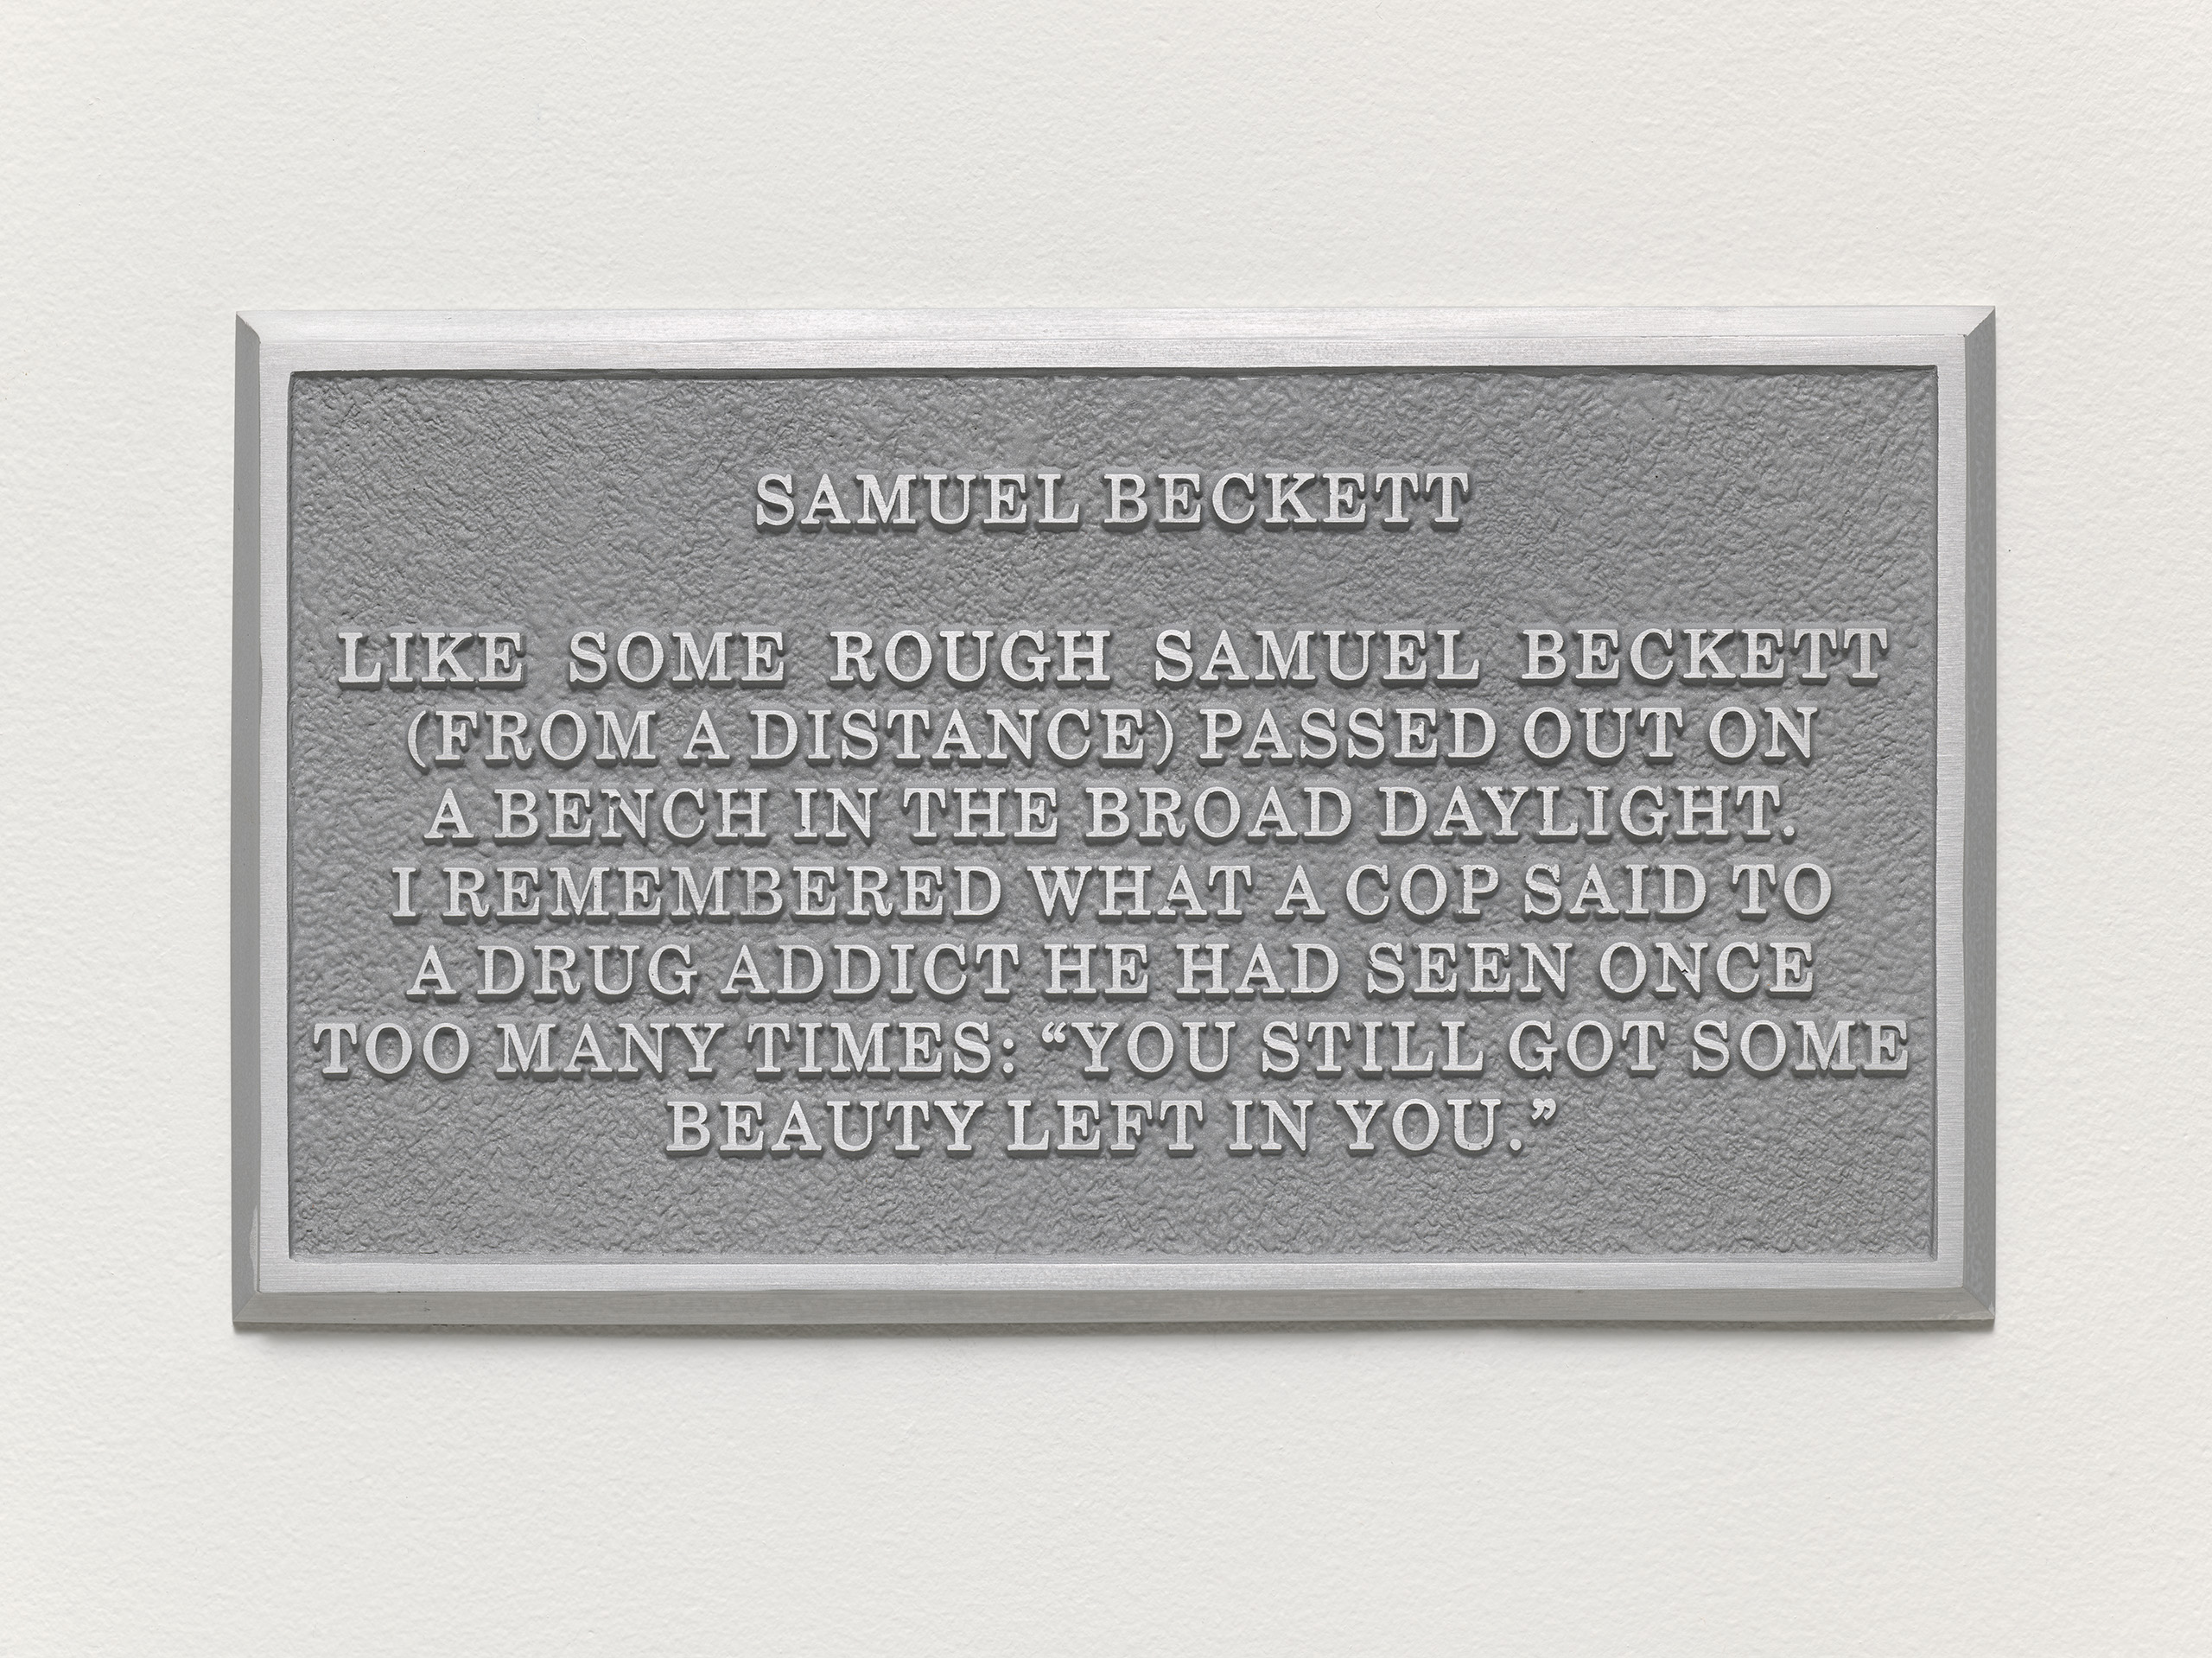 SAMUEL BECKETT
LIKE SOME ROUGH SAMUEL BECKETT
(FROM A DISTANCE) PASSED OUT ON
A BENCH IN THE BROAD DAYLIGHT.
I REMEMBERED WHAT A COP SAID TO
A DRUG ADDICT HE HAD SEEN ONCE
TOO MANY TIMES: “YOU STILL GOT SOME
BEAUTY LEFT IN YOU.”